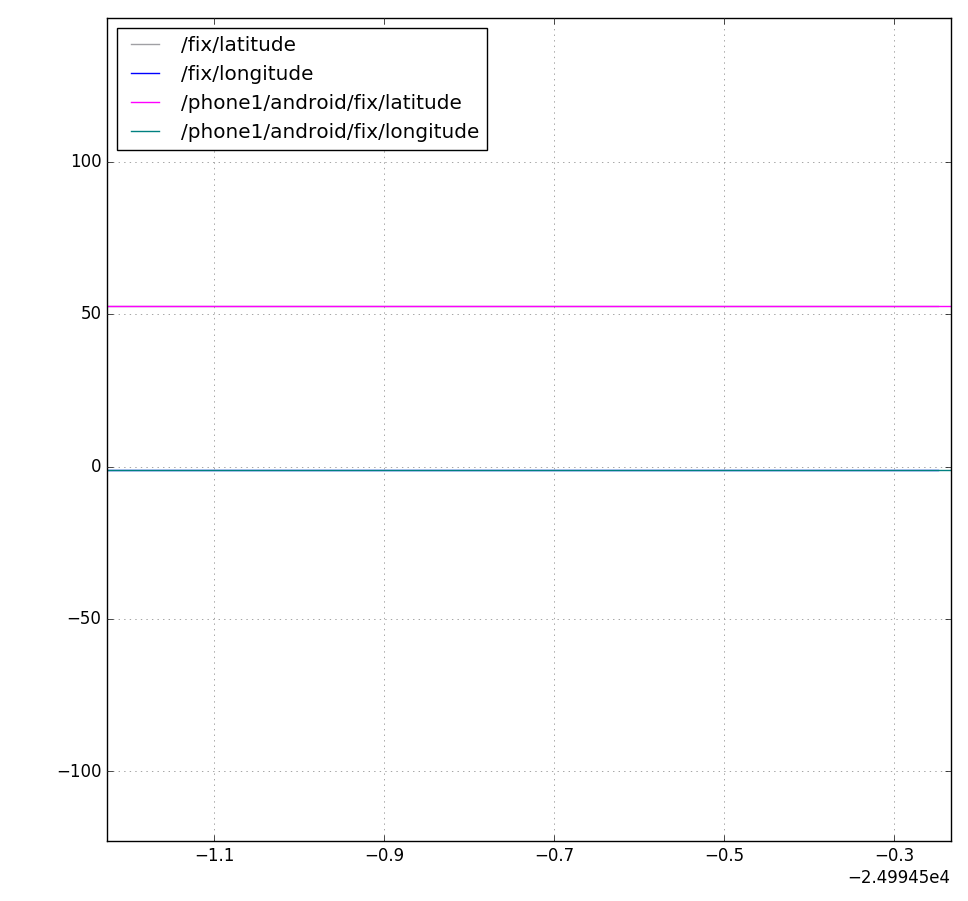 /fix/latitude
/fix/longitude
/phone1/android/fix/latitude
/phone1/android/fix/longitude
100
50
0
−50
−100
−1.1 −0.9 −0.7 −0.5 −0.3
−2.49945e4